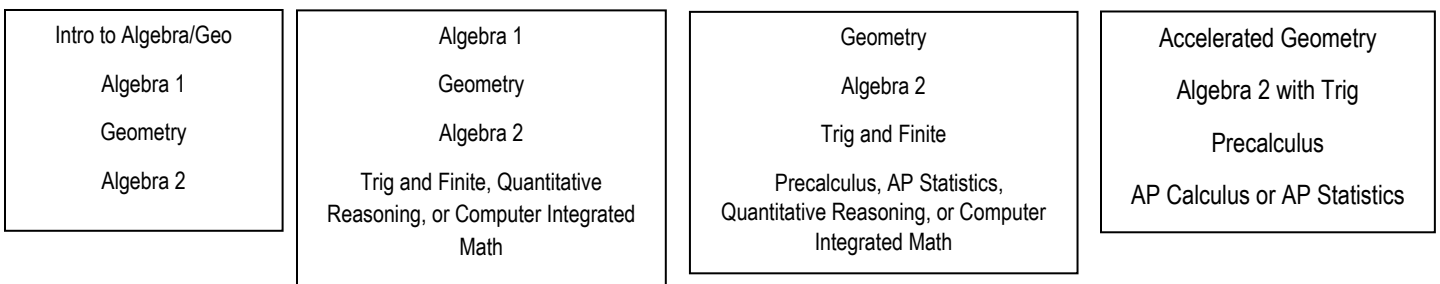 Intro to Algebra/Geo
Algebra 1
Geometry
Algebra 2
Algebra 1
Geometry
Algebra 2
Trig and Finite, Quantitative
Reasoning, or Computer Integrated
Math
Geometry
Algebra 2
Trig and Finite
Precalculus, AP Statistics,
Quantitative Reasoning, or Computer
Integrated Math
Accelerated Geometry
Algebra 2 with Trig
Precalculus
AP Calculus or AP Statistics